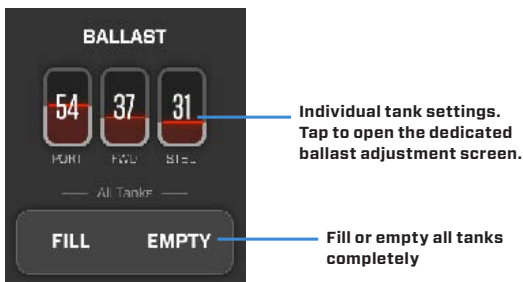 BALLAST
54 37 31
PORT FWD STBD
All Tanks
FILL EMPTY
Individual tank settings.
Tap to open the dedicated
ballast adjustment screen.
Fill or empty all tanks
completely